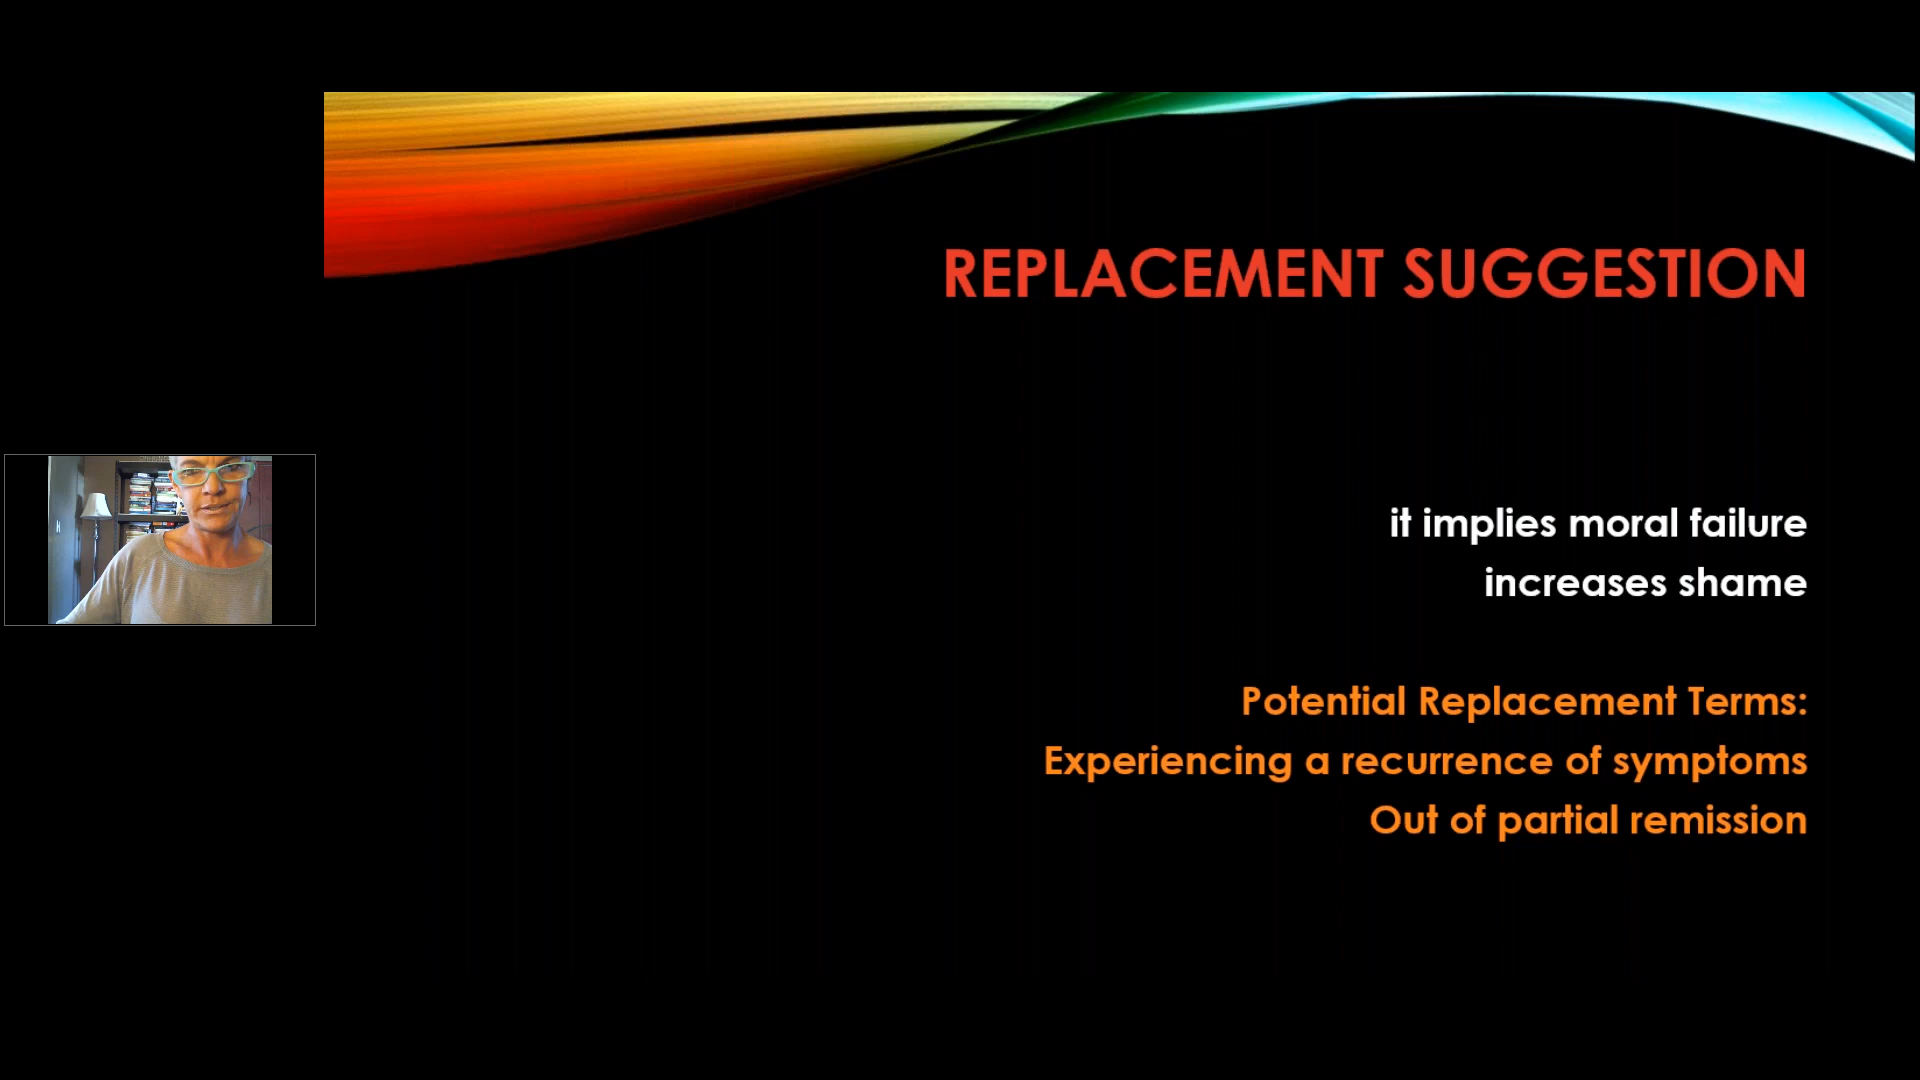 REPLACEMENT SUGGESTION
it implies moral failure
increases shame
Potential Replacement Terms:
Experiencing a recurrence of symptoms
Out of partial remission